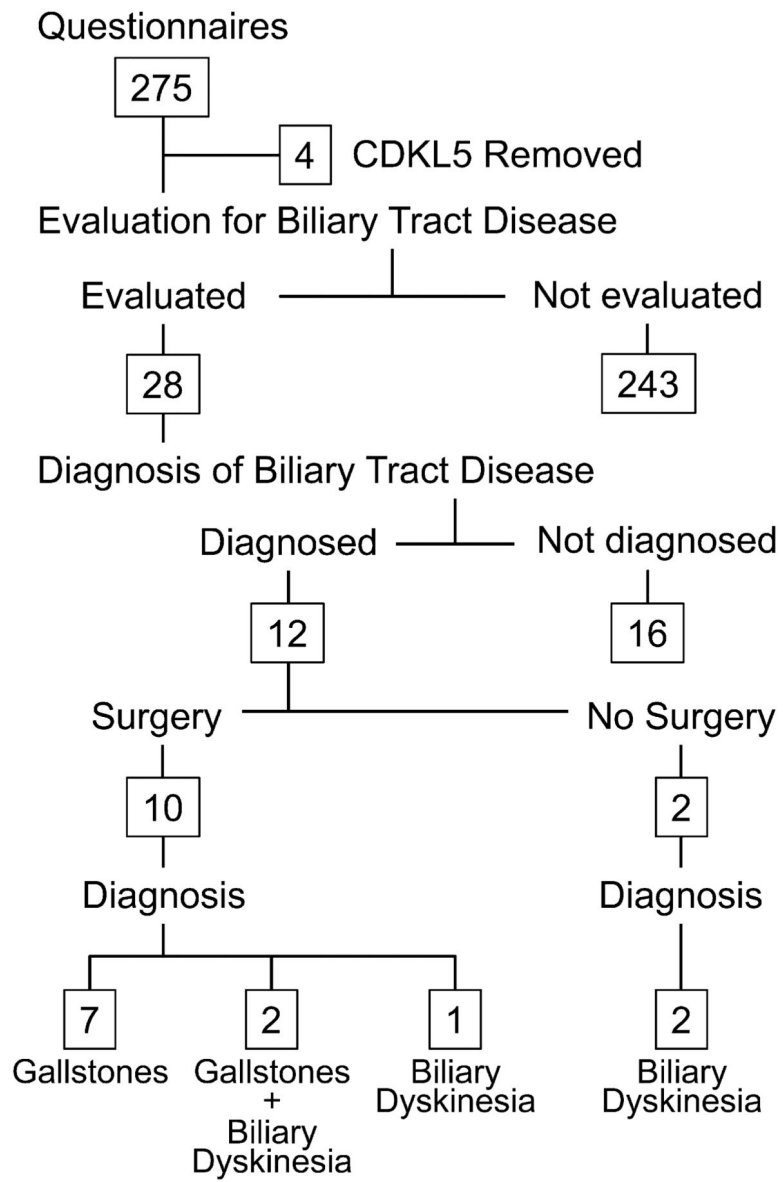 Questionnaires
275
4 CDKL5 Removed
Evaluation for Biliary Tract Disease
Evaluated Not evaluated
28 243
Diagnosis of Biliary Tract Disease
Diagnosed Not diagnosed
12 16
Surgery No Surgery
10 2
Diagnosis Diagnosis
7 2 1 2
Gallstones Gallstones Biliary Biliary
+ Dyskinesia Dyskinesia
Biliary
Dyskinesia